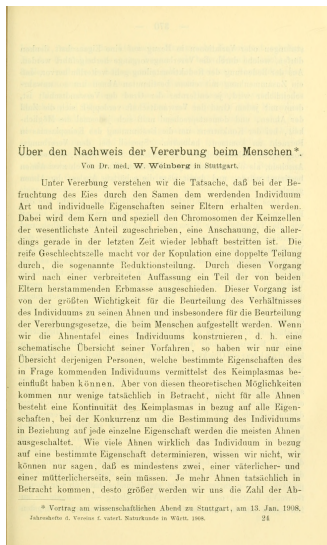 Über den Nachweis der Vererbung beim Menschen*.
Von Dr. med. W. Weinberg in Stuttgart.
Unter Vererbung verstehen wir die Tatsache, daß bei der Be-
fruchtung des Eies durch den Samen dem werdenden Individuum
Art und individuelle Eigenschaften seiner Eltern erhalten werden.
Dabei wird dem Kern und speziell den Chromosomen der Keimzellen
der wesentlichste Anteil zugeschrieben, eine Anschauung, die aller-
dings gerade in der letzten Zeit wieder lebhaft bestritten ist. Die
reife Geschlechtszelle macht vor der Kopulation eine doppelte Teilung
durch, die sogenannte Reduktionsteilung. Durch diesen Vorgang
wird nach einer verbreiteten Auffassung ein Teil der von beiden
Eltern herstammenden Erbmasse ausgeschieden. Dieser Vorgang ist
von der größten Wichtigkeit für die Beurteilung des Verhältnisses
des Individuums zu seinen Ahnen und insbesondere für die Beurteilung
der Vererbungsgesetze, die beim Menschen aufgestellt werden. Wenn
wir die Ahnentafel eines Individuums konstruieren, d. h. eine
schematische Übersicht seiner Vorfahren, so haben wir nur eine
Übersicht derjenigen Personen, welche bestimmte Eigenschaften des
in Frage kommenden Individuums vermittelst des Keimplasmas be-
einflußt haben können. Aber von diesen theoretischen Möglichkeiten
kommen nur wenige tatsächlich in Betracht, nicht für alle Ahnen
besteht eine Kontinuität des Keimplasmas in bezug auf alle Eigen-
schaften, bei der Konkurrenz um die Bestimmung des Individuums
in Beziehung auf jede einzelne Eigenschaft werden die meisten Ahnen
ausgeschaltet. Wie viele Ahnen wirklich das Individuum in bezug
auf eine bestimmte Eigenschaft determinieren, wissen wir nicht, wir
können nur sagen, daß es mindestens zwei, einer väterlicher- und
einer mütterlicherseits, sein müssen. Je mehr Ahnen tatsächlich in
Betracht kommen, desto größer werden wir uns die Zahl der Ab-
* Vortrag am wissenschaftlichen Abend zu Stuttgart, am 13. Jan. 1908.
Jahreshefte d. Vereins f. vaterl. Naturkunde in Württ. 1908.
24